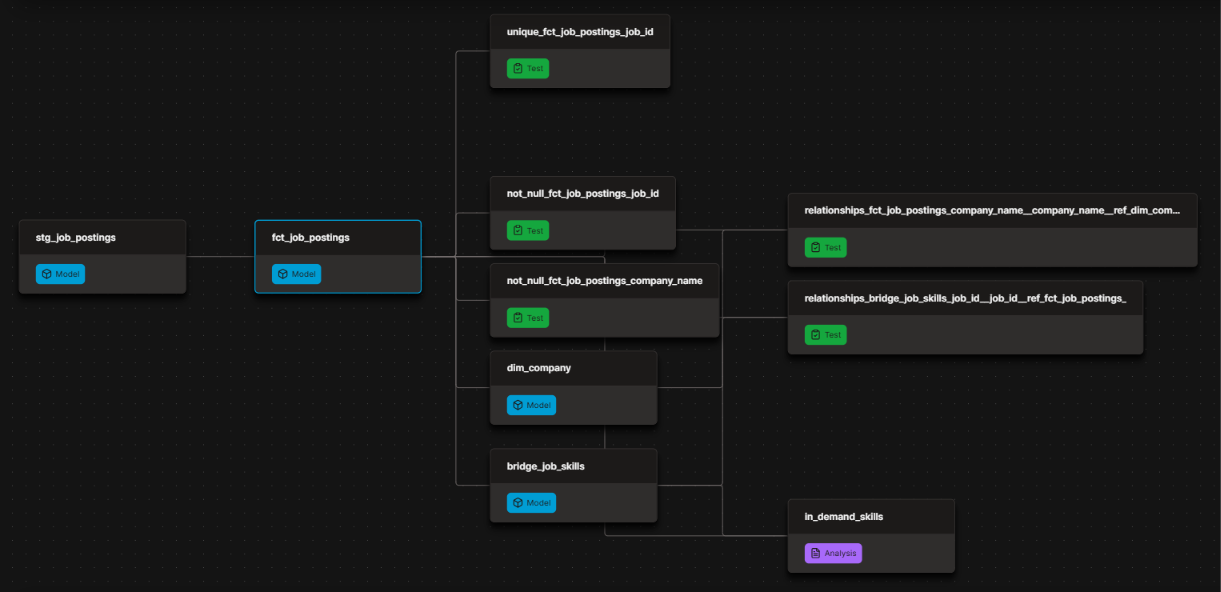 unique_fct_job_postings_job_id
Test
not_null_fct_job_postings_job_id
Test
relationships_fct_job_postings_company_name__company_name__ref_dim_com...
Test
stg_job_postings
Model
fct_job_postings
Model
not_null_fct_job_postings_company_name
Test
relationships_bridge_job_skills_job_id__job_id__ref_fct_job_postings_
Test
dim_company
Model
bridge_job_skills
Model
in_demand_skills
Analysis